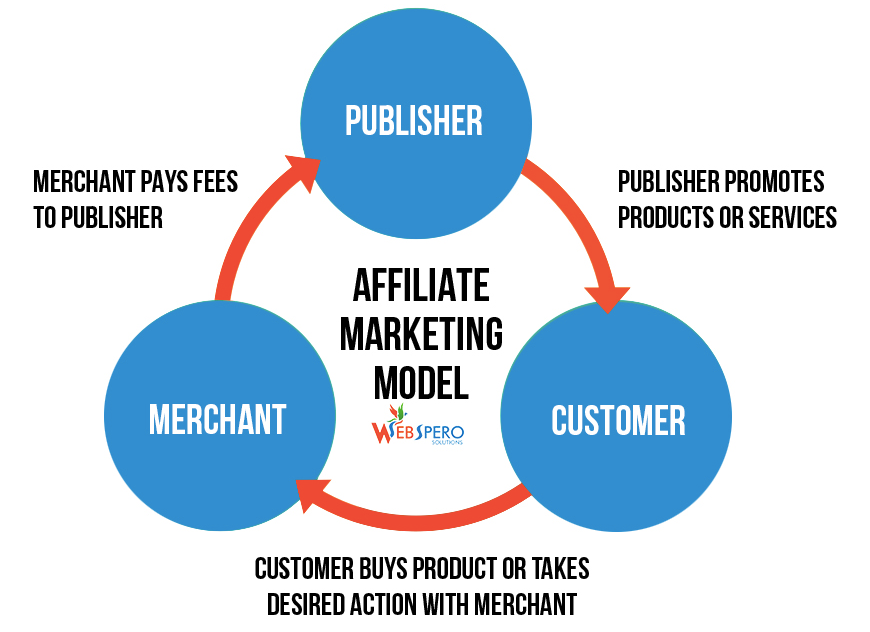 PUBLISHER
MERCHANT PAYS FEES
TO PUBLISHER
PUBLISHER PROMOTES
PRODUCTS OR SERVICES
AFFILIATE
MARKETING
MODEL
WEBSPERO
SOLUTIONS
MERCHANT
CUSTOMER
CUSTOMER BUYS PRODUCT OR TAKES
DESIRED ACTION WITH MERCHANT